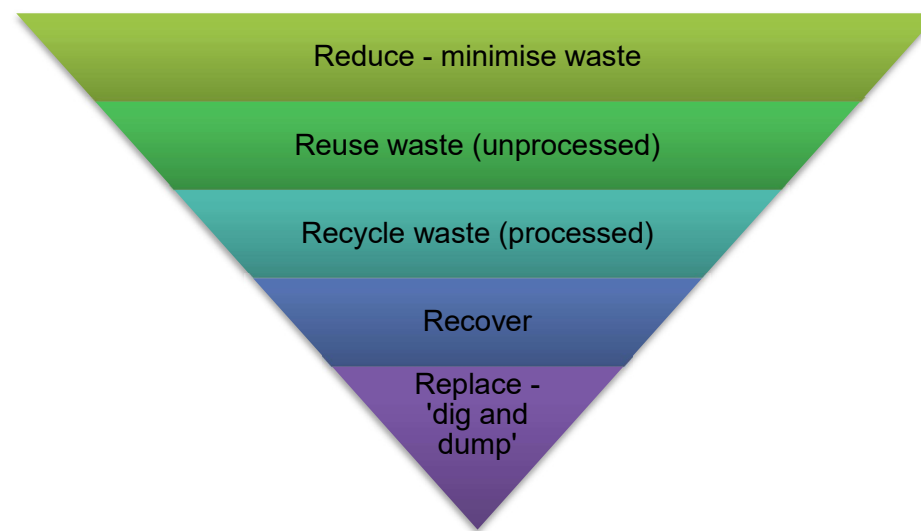 Reduce - minimise waste
Reuse waste (unprocessed)
Recycle waste (processed)
Recover
Replace -
'dig and
dump'